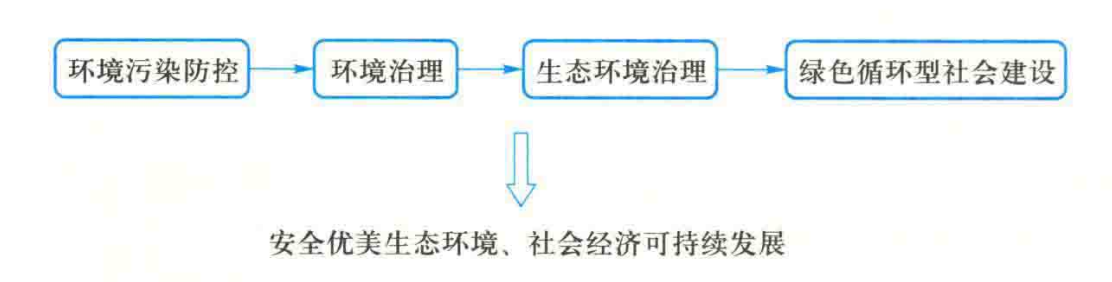 环境污染防控
环境治理
生态环境治理
绿色循环型社会建设
安全优美生态环境、社会经济可持续发展